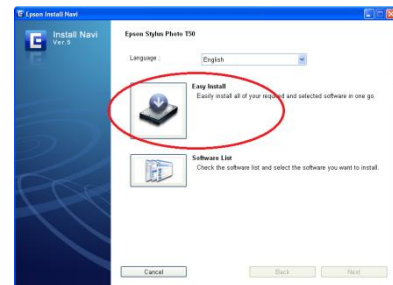 Epson Install Navi
Install Navi
Ver.8
Epson Stylus Photo T50
Language :
English
Easy Install
Easily install all of your required and selected software in one go.
Software List
Check the software list and select the software you want to install.
Cancel
Back
Next